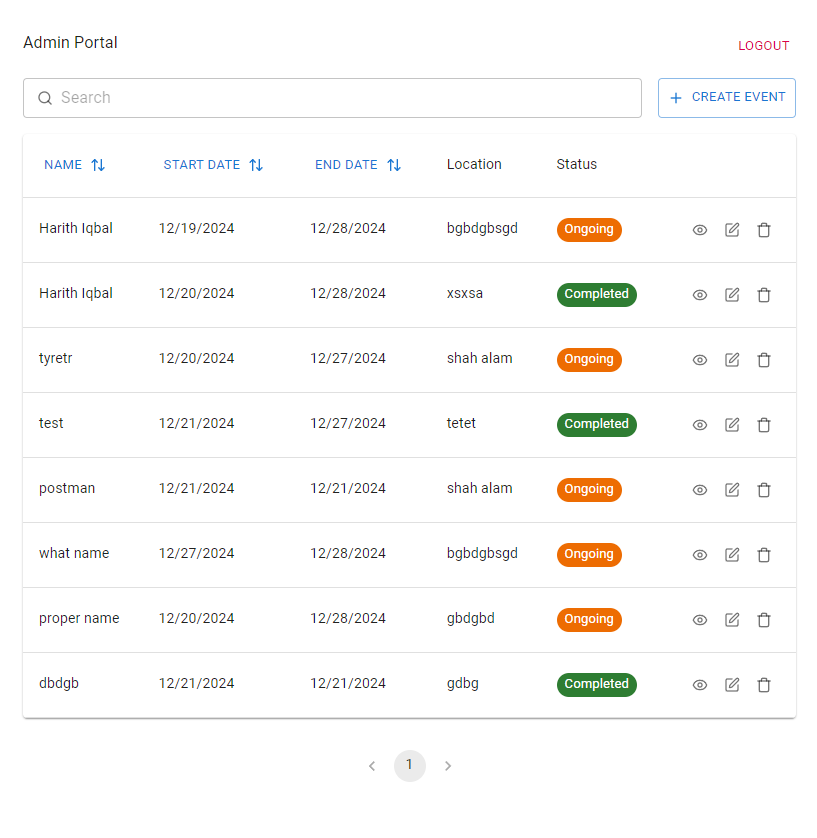 Admin Portal
LOGOUT
Search
CREATE EVENT
NAME START DATE END DATE Location Status
Harith Iqbal 12/19/2024 12/28/2024 bgbdgbsgd Ongoing
Harith Iqbal 12/20/2024 12/28/2024 xsxsa Completed
tyretr 12/20/2024 12/27/2024 shah alam Ongoing
test 12/21/2024 12/27/2024 tetet Completed
postman 12/21/2024 12/21/2024 shah alam Ongoing
what name 12/27/2024 12/28/2024 bgbdgbsgd Ongoing
proper name 12/20/2024 12/28/2024 gbdgbd Ongoing
dbdgb 12/21/2024 12/21/2024 gdbg Completed
1